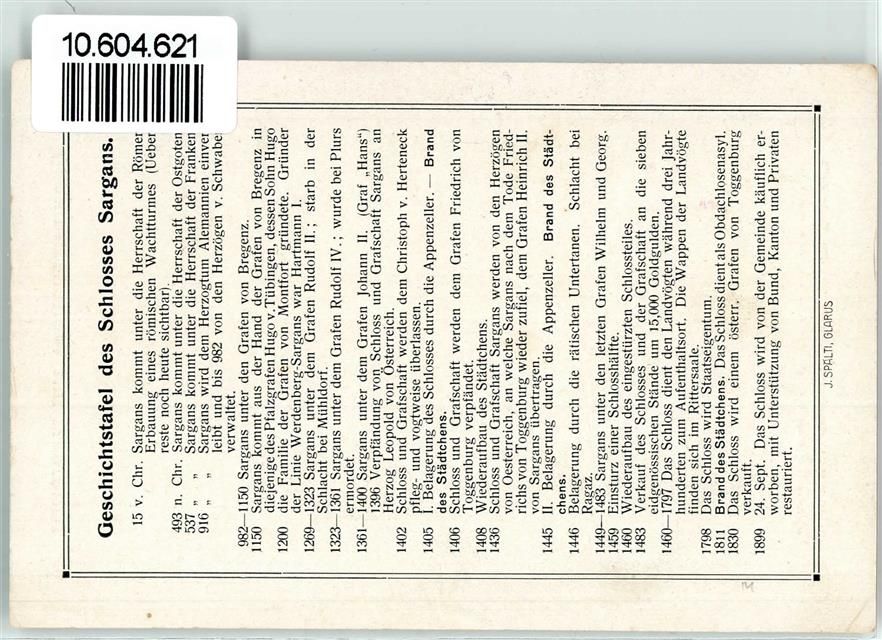 10.604.621
Geschichtstafel des Schlosses Sargans.
15 v. Chr. Sargans kommt unter die Herrschaft der Römer
Erbauung eines römischen Wachtturmes (Ueber
reste noch heute sichtbar)
493 n. Chr. Sargans kommt unter die Herrschaft der Ostgoten
537 „ „ Sargans kommt unter die Herrschaft der Franken
916 „ „ Sargans wird dem Herzogtum Alemannien einver
leibt und bis 982 von den Herzögen v. Schwabe
verwaltet.
982—1150 Sargans unter den Grafen von Bregenz.
1150 Sargans kommt aus der Hand der Grafen von Bregenz in
diejenige des Pfalzgrafen Hugo v. Tübingen, dessen Sohn Hugo
1200 die Familie der Grafen von Montfort gründete. Gründer
der Linie Werdenberg-Sargans war Hartmann I.
1269—1323 Sargans unter dem Grafen Rudolf II.; starb in der
Schlacht bei Mühldorf.
1323—1361 Sargans unter dem Grafen Rudolf IV.; wurde bei Plurs
ermordet.
1361—1400 Sargans unter dem Grafen Johann II. (Graf „Hans")
1396 Verpfändung von Schloss und Grafschaft Sargans an
Herzog Leopold von Österreich.
1402 Schloss und Grafschaft werden dem Christoph v. Herteneck
pfleg- und vogtweise überlassen.
1405 I. Belagerung des Schlosses durch die Appenzeller. — Brand
des Städtchens.
1406 Schloss und Grafschaft werden dem Grafen Friedrich von
Toggenburg verpfändet.
1408 Wiederaufbau des Städtchens.
1436 Schloss und Grafschaft Sargans werden von den Herzögen
von Oesterreich, an welche Sargans nach dem Tode Fried-
richs von Toggenburg wieder zufiel, dem Grafen Heinrich II.
von Sargans übertragen.
1445 II. Belagerung durch die Appenzeller. Brand des Städt-
chens.
1446 Belagerung durch die rätischen Untertanen. Schlacht bei
Ragaz.
1449—1483 Sargans unter den letzten Grafen Wilhelm und Georg.
1459 Einsturz einer Schlosshälfte.
1460 Wiederaufbau des eingestürzten Schlossteiles.
1483 Verkauf des Schlosses und der Grafschaft an die sieben
eidgenössischen Stände um 15,000 Goldgulden.
1460—1797 Das Schloss dient den Landvögten während drei Jahr-
hunderten zum Aufenthaltsort. Die Wappen der Landvögte
finden sich im Rittersaale.
1798 Das Schloss wird Staatseigentum.
1811 Brand des Städtchens. Das Schloss dient als Obdachlosenasyl.
1830 Das Schloss wird einem österr. Grafen von Toggenburg
verkauft.
1899 24. Sept. Das Schloss wird von der Gemeinde käuflich er-
worben, mit Unterstützung von Bund, Kanton und Privaten
restauriert.
J. SPÄLTI, GLARUS